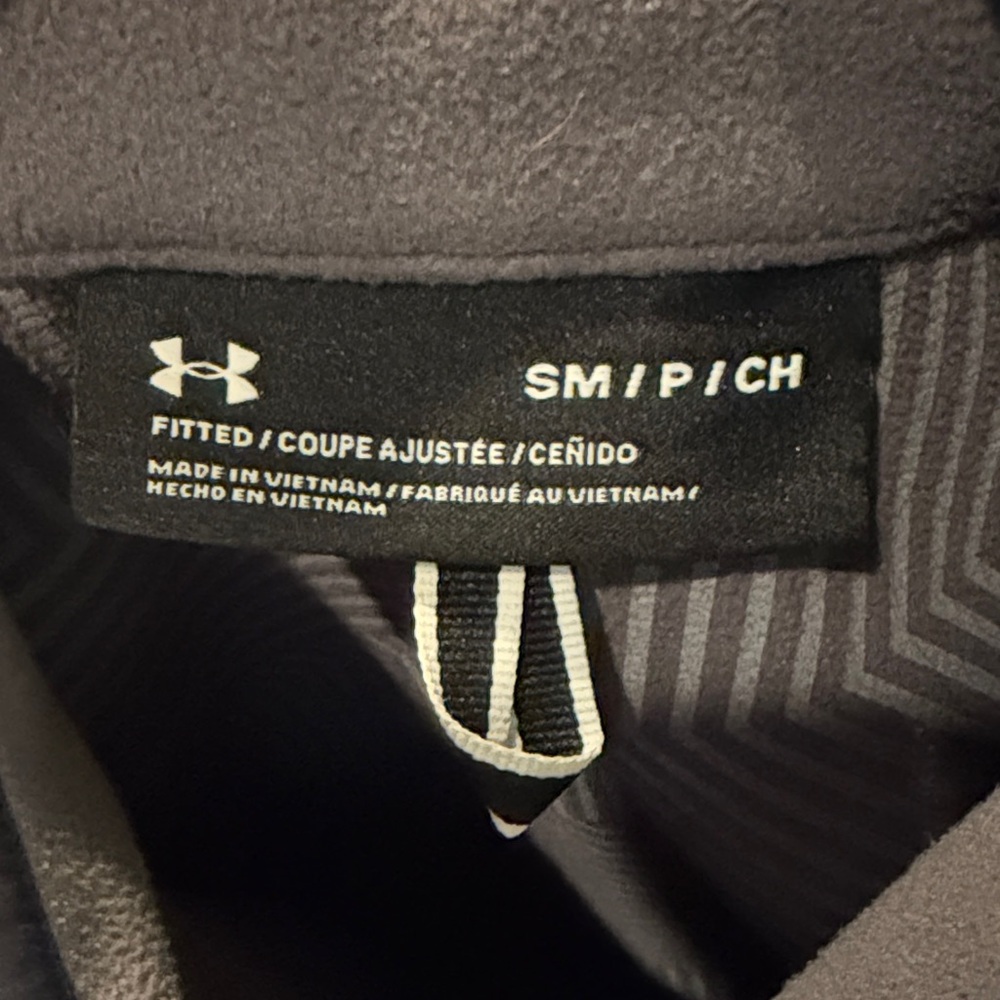 SM / P / CH
FITTED / COUPE AJUSTÉE / CEÑIDO
MADE IN VIETNAM / FABRIQUÉ AU VIETNAM /
HECHO EN VIETNAM